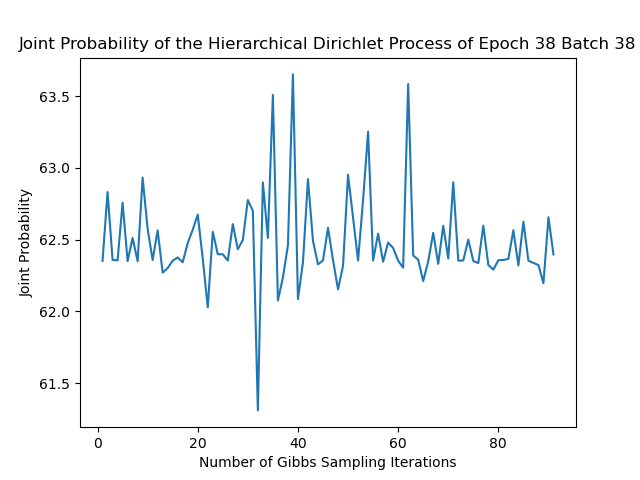 Joint Probability of the Hierarchical Dirichlet Process of Epoch 38 Batch 38
63.5
63.0
62.5
62.0
61.5
Joint Probability
0 20 40 60 80
Number of Gibbs Sampling Iterations